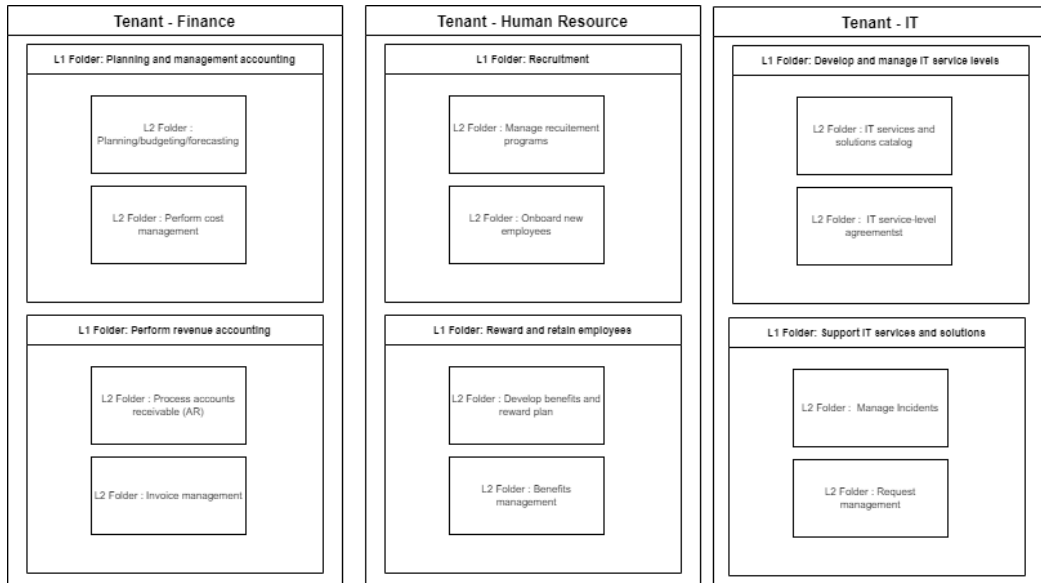 Tenant - Finance
L1 Folder: Planning and management accounting
L2 Folder :
Planning/budgeting/forecasting
L2 Folder : Perform cost
management
L1 Folder: Perform revenue accounting
L2 Folder : Process accounts
receivable (AR)
L2 Folder : Invoice management
Tenant - Human Resource
L1 Folder: Recruitment
L2 Folder : Manage recuitement
programs
L2 Folder : Onboard new
employees
L1 Folder: Reward and retain employees
L2 Folder : Develop benefits and
reward plan
L2 Folder : Benefits
management
Tenant - IT
L1 Folder: Develop and manage IT service levels
L2 Folder : IT services and
solutions catalog
L2 Folder :  IT service-level
agreementst
L1 Folder: Support IT services and solutions
L2 Folder :  Manage Incidents
L2 Folder : Request
management